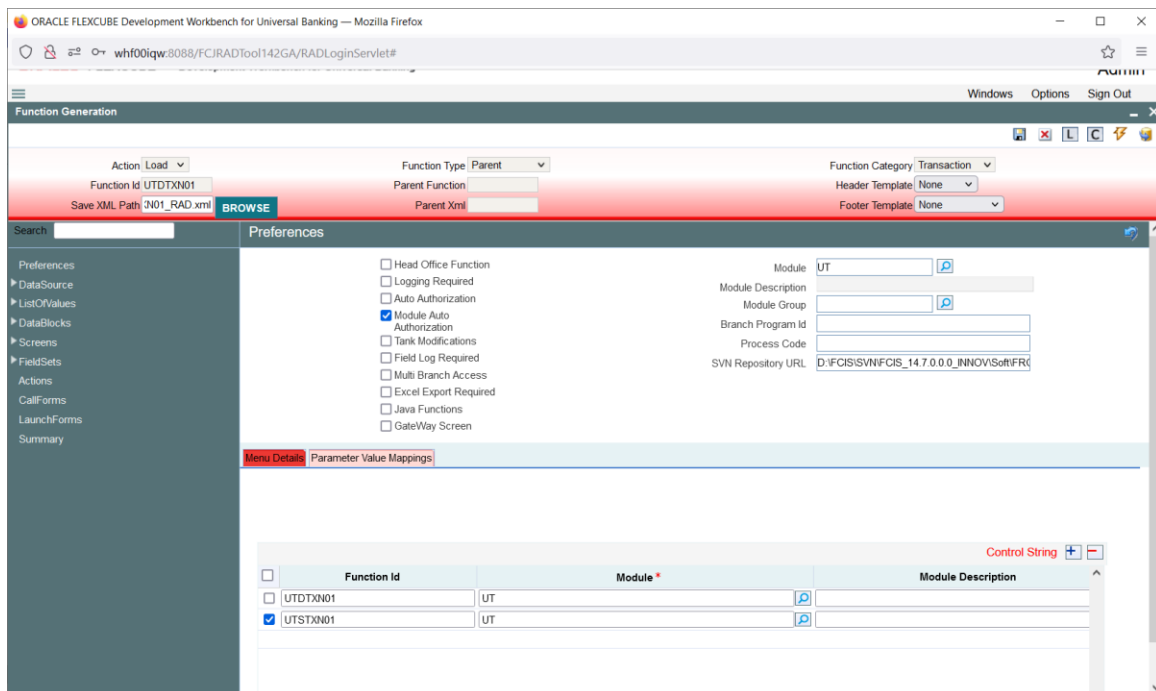 ORACLE FLEXCUBE Development Workbench for Universal Banking — Mozilla Firefox
whf00iqw:8088/FCJRADTool142GA/RADLoginServlet#
Admin
Windows Options Sign Out
Function Generation
L C
Action Load Function Type Parent Function Category Transaction
Function Id UTDTXN01 Parent Function Header Template None
Save XML Path N01_RAD.xml BROWSE Parent Xml Footer Template None
Search Preferences
Preferences
DataSource
ListOfValues
DataBlocks
Screens
FieldSets
Actions
CallForms
LaunchForms
Summary
Head Office Function
Logging Required
Auto Authorization
Module Auto
Authorization
Tank Modifications
Field Log Required
Multi Branch Access
Excel Export Required
Java Functions
GateWay Screen
Module UT
Module Description
Module Group
Branch Program Id
Process Code
SVN Repository URL D:\FCIS\SVN\FCIS_14.7.0.0.0_INNOV\Soft\FR
Menu Details Parameter Value Mappings
Control String
Function Id Module * Module Description
UTDTXN01 UT
UTSTXN01 UT